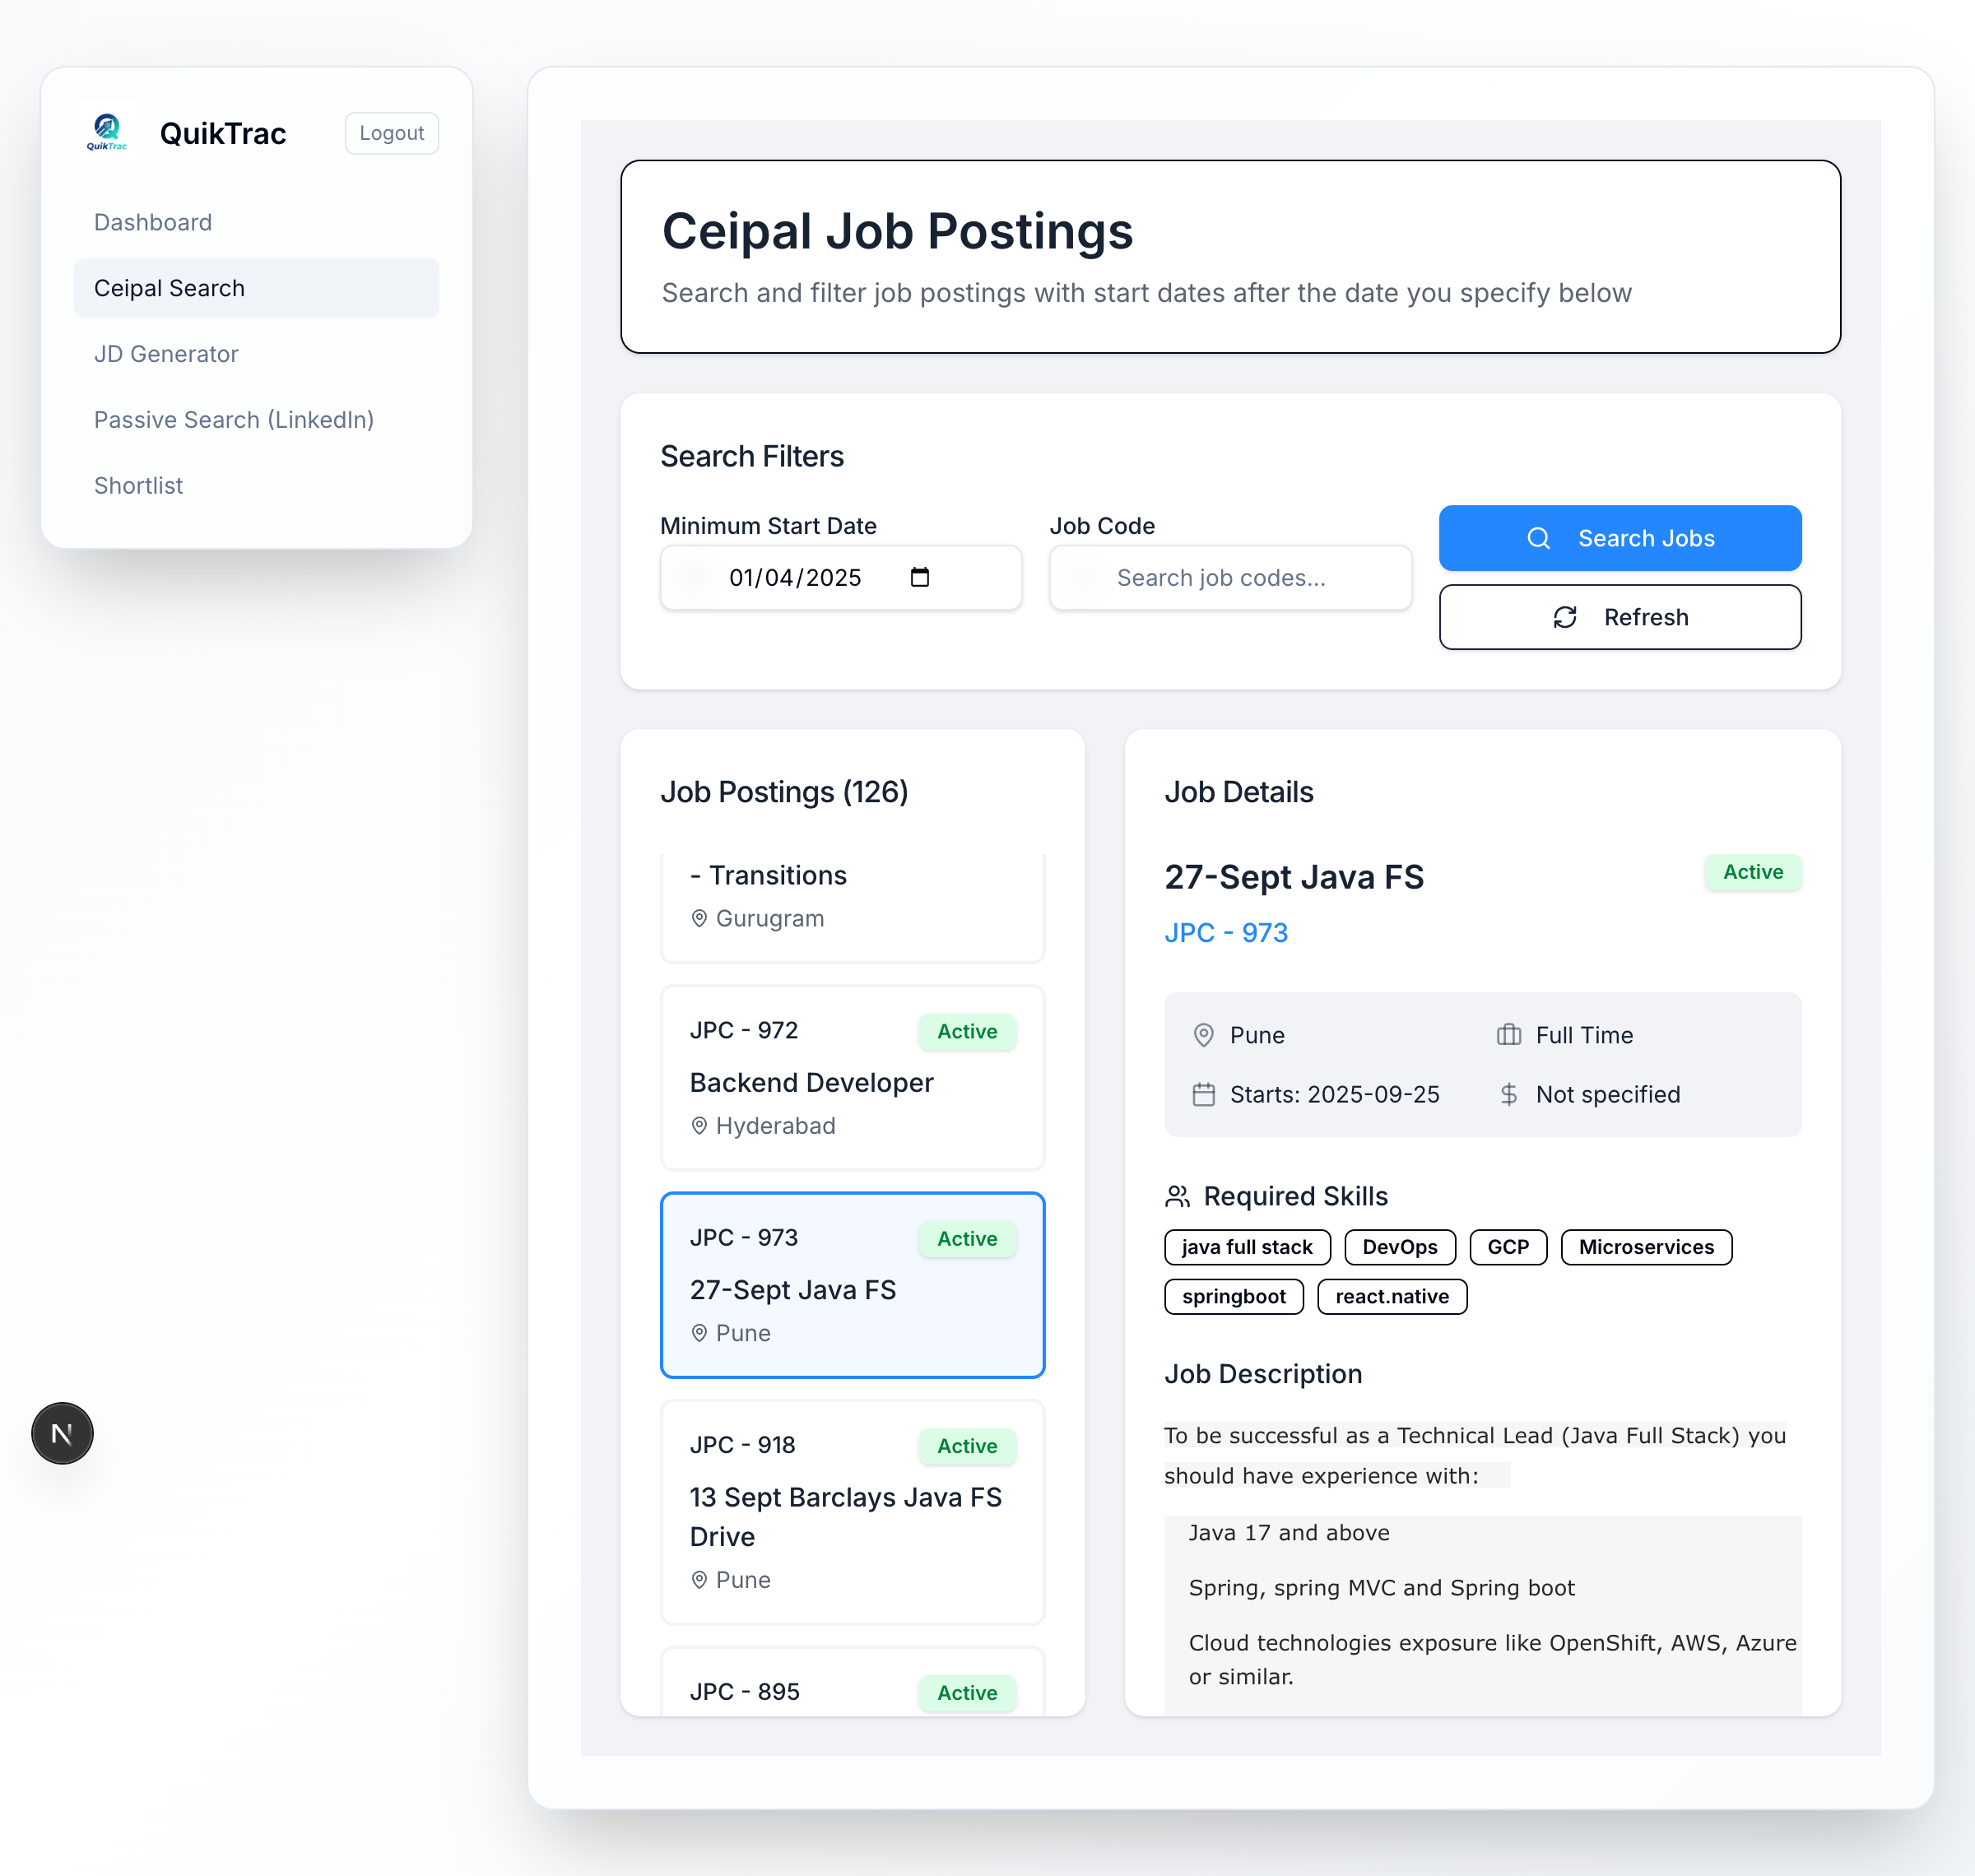 QuikTrac
QuikTrac
Logout
Dashboard
Ceipal Search
JD Generator
Passive Search (LinkedIn)
Shortlist
N
Ceipal Job Postings
Search and filter job postings with start dates after the date you specify below
Search Filters
Minimum Start Date
01/04/2025
Job Code
Search job codes...
Search Jobs
Refresh
Job Postings (126)
- Transitions
Gurugram
JPC - 972
Active
Backend Developer
Hyderabad
JPC - 973
Active
27-Sept Java FS
Pune
JPC - 918
Active
13 Sept Barclays Java FS
Drive
Pune
JPC - 895
Active
Job Details
27-Sept Java FS
Active
JPC - 973
Pune
Full Time
Starts: 2025-09-25
Not specified
Required Skills
java full stack
DevOps
GCP
Microservices
springboot
react.native
Job Description
To be successful as a Technical Lead (Java Full Stack) you
should have experience with:
Java 17 and above
Spring, spring MVC and Spring boot
Cloud technologies exposure like OpenShift, AWS, Azure
or similar.